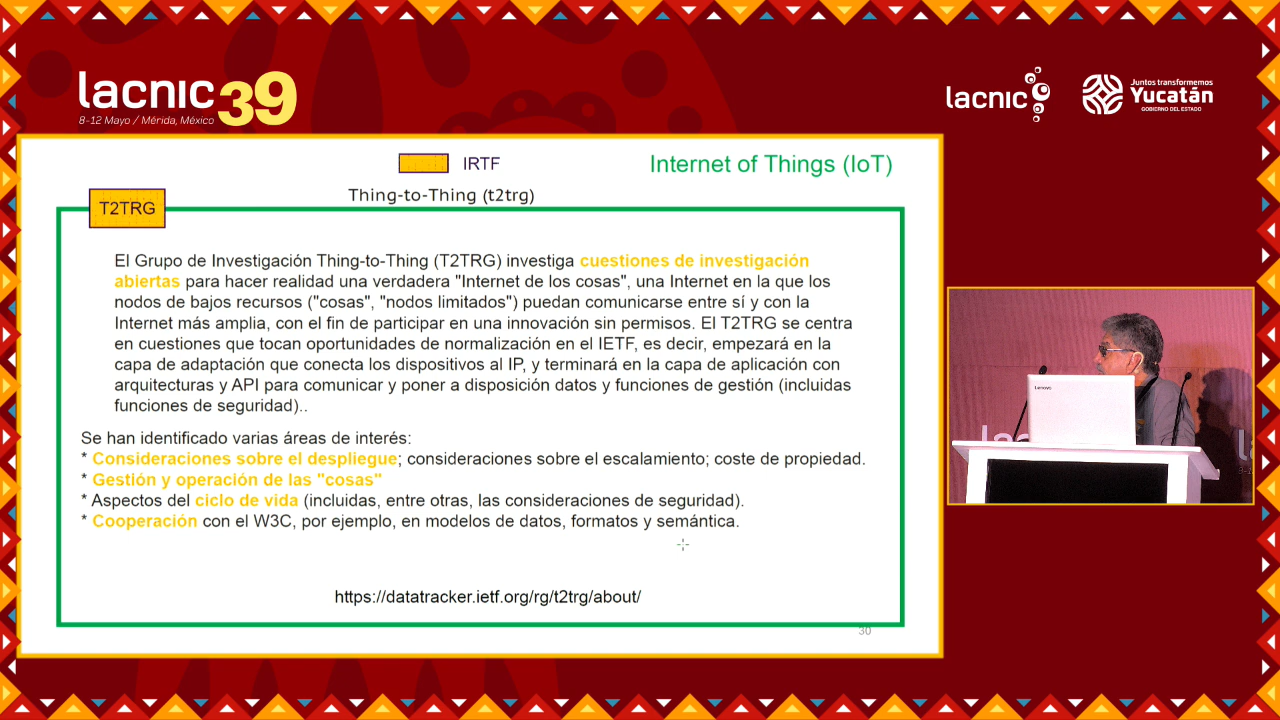 lacnic 39
8-12 Mayo / Mérida, México
lacnic
Juntos transformemos
Yucatán
GOBIERNO DEL ESTADO
IRTF
Internet of Things (IoT)
Thing-to-Thing (t2trg)
T2TRG
El Grupo de Investigación Thing-to-Thing (T2TRG) investiga cuestiones de investigación
abiertas para hacer realidad una verdadera "Internet de los cosas", una Internet en la que los
nodos de bajos recursos ("cosas", "nodos limitados") puedan comunicarse entre sí y con la
Internet más amplia, con el fin de participar en una innovación sin permisos. El T2TRG se centra
en cuestiones que tocan oportunidades de normalización en el IETF, es decir, empezará en la
capa de adaptación que conecta los dispositivos al IP, y terminará en la capa de aplicación con
arquitecturas y API para comunicar y poner a disposición datos y funciones de gestión (incluidas
funciones de seguridad)..
Se han identificado varias áreas de interés:
* Consideraciones sobre el despliegue; consideraciones sobre el escalamiento; coste de propiedad.
* Gestión y operación de las "cosas"
* Aspectos del ciclo de vida (incluidas, entre otras, las consideraciones de seguridad).
* Cooperación con el W3C, por ejemplo, en modelos de datos, formatos y semántica.
https://datatracker.ietf.org/rg/t2trg/about/
30
Lenovo